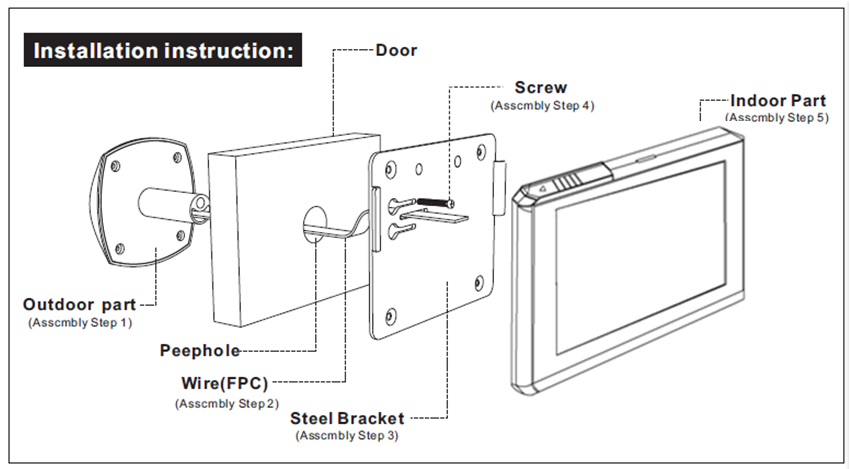 Installation instruction:
Door
Screw
(Asscmbly Step 4)
Indoor Part
(Asscmbly Step 5)
Outdoor part
(Asscmbly Step 1)
Peephole
Wire(FPC)
(Asscmbly Step 2)
Steel Bracket
(Asscmbly Step 3)